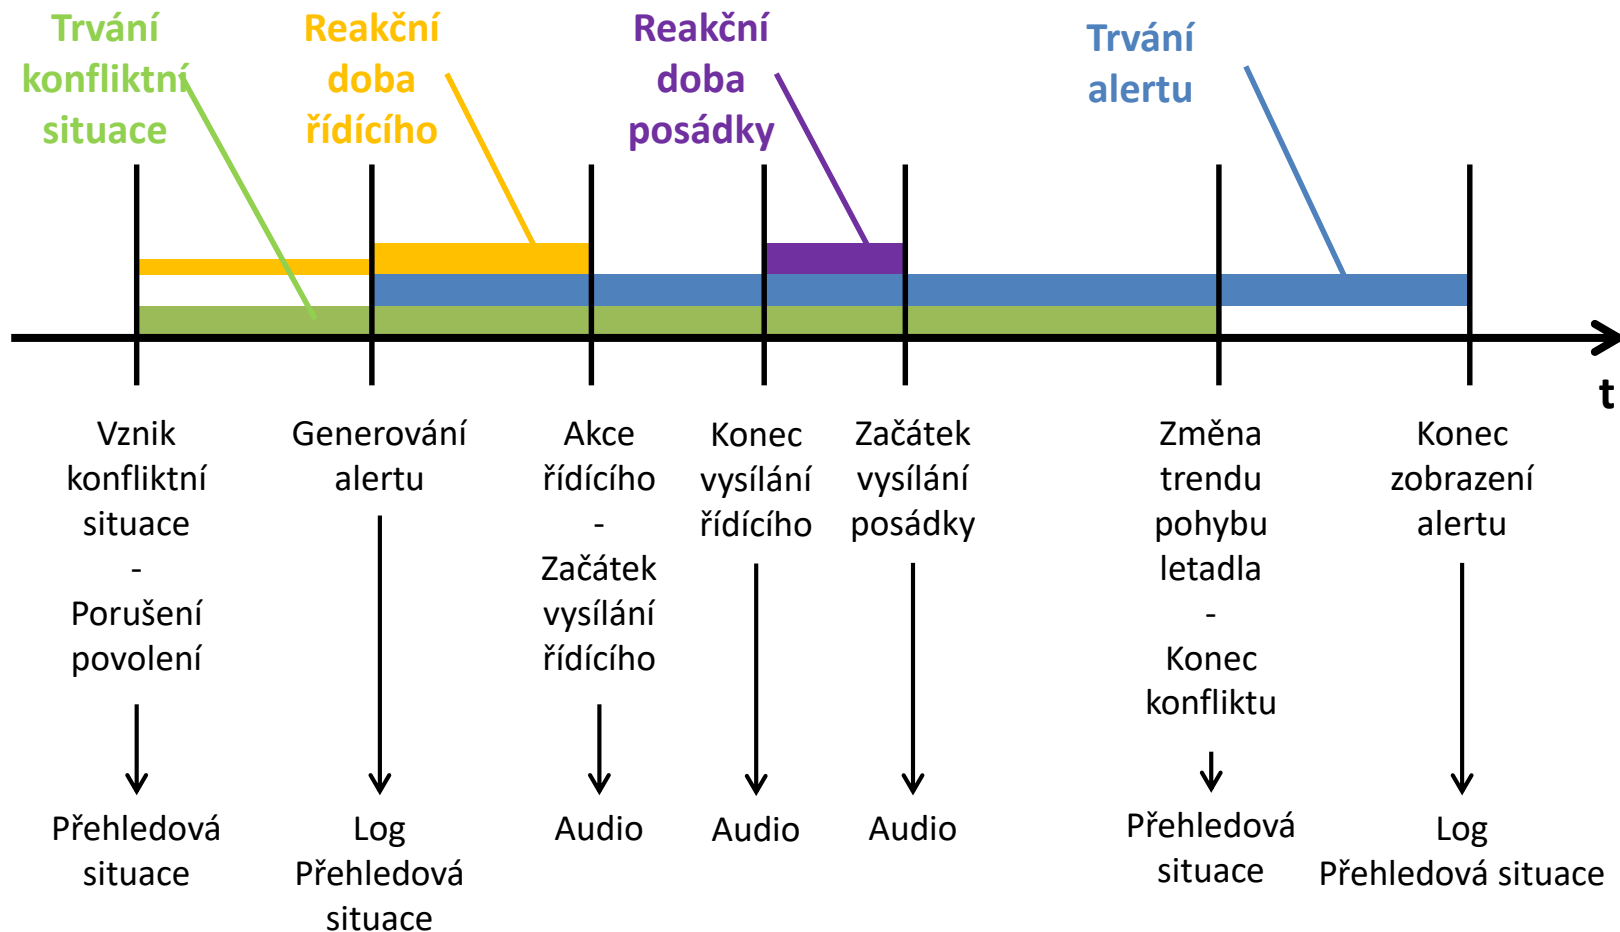 Trvání
konfliktní
situace
Reakční
doba
řídícího
Reakční
doba
posádky
Trvání
alertu
t
Vznik
konfliktní
situace
-
Porušení
povolení
Generování
alertu
Akce
řídícího
-
Začátek
vysílání
řídícího
Konec
vysílání
řídícího
Začátek
vysílání
posádky
Změna
trendu
pohybu
letadla
-
Konec
konfliktu
Konec
zobrazení
alertu
Přehledová
situace
Log
Přehledová
situace
Audio
Audio
Audio
Přehledová
situace
Log
Přehledová situace